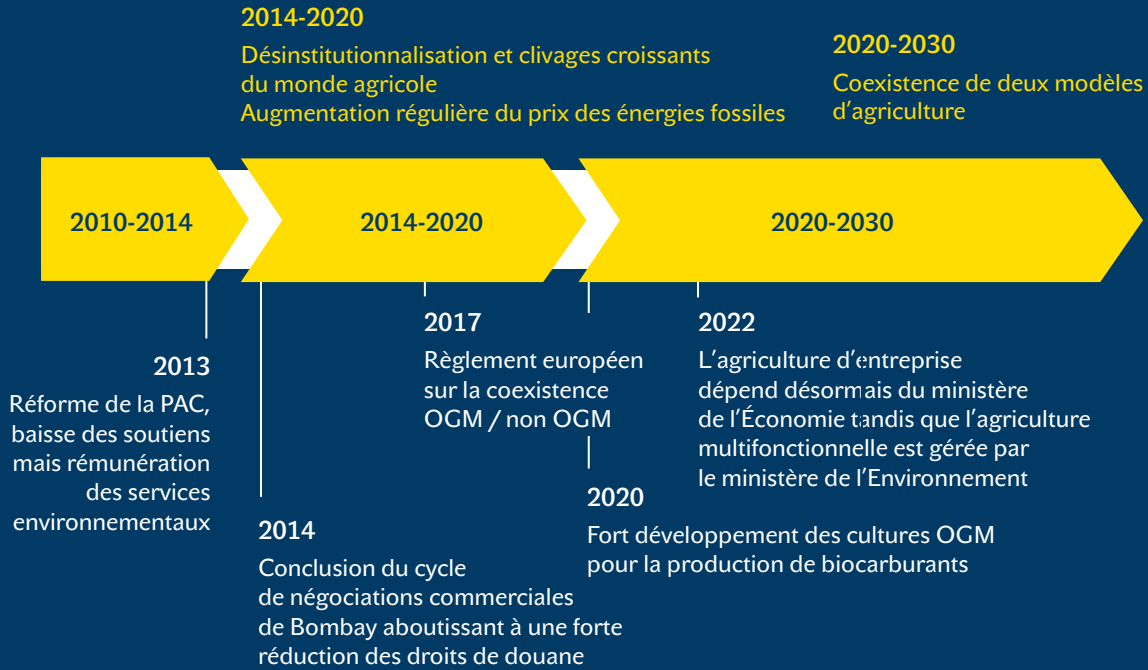 2014-2020
Désinstitutionnalisation et clivages croissants
du monde agricole
Augmentation régulière du prix des énergies fossiles
2020-2030
Coexistence de deux modèles
d'agriculture
2010-2014
2014-2020
2020-2030
2013
Réforme de la PAC,
baisse des soutiens
mais rémunération
des services
environnementaux
2014
Conclusion du cycle
de négociations commerciales
de Bombay aboutissant à une forte
réduction des droits de douane
2017
Règlement européen
sur la coexistence
OGM / non OGM
2020
Fort développement des cultures OGM
pour la production de biocarburants
2022
L'agriculture d'entreprise
dépend désormais du ministère
de l'Économie tandis que l'agriculture
multifonctionnelle est gérée par
le ministère de l'Environnement